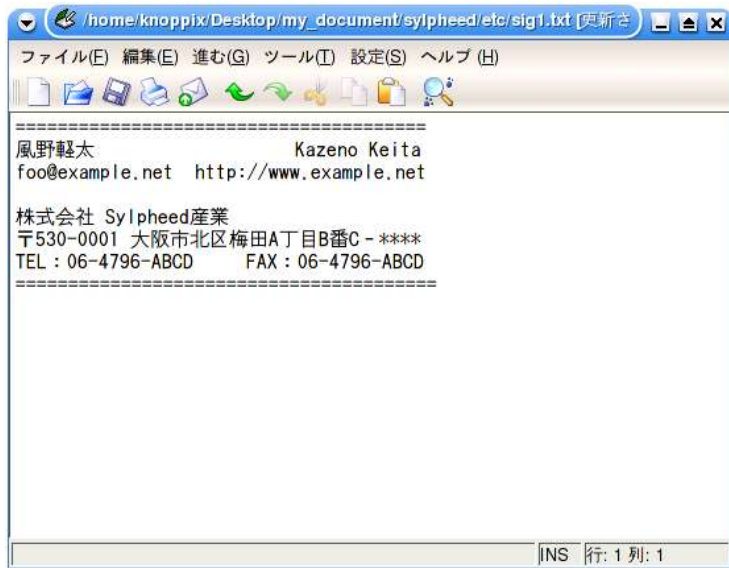 /home/knoppix/Desktop/my_document/sylpheed/etc/sig1.txt [更新さ
ファイル(F) 編集(E) 進む(G) ツール(T) 設定(S) ヘルプ (H)
=======================================
風野軽太 Kazeno Keita
foo@example.net http://www.example.net
株式会社 Sylpheed産業
〒530-0001 大阪市北区梅田A丁目B番C-****
TEL：06-4796-ABCD FAX：06-4796-ABCD
========================================
INS 行: 1 列: 1